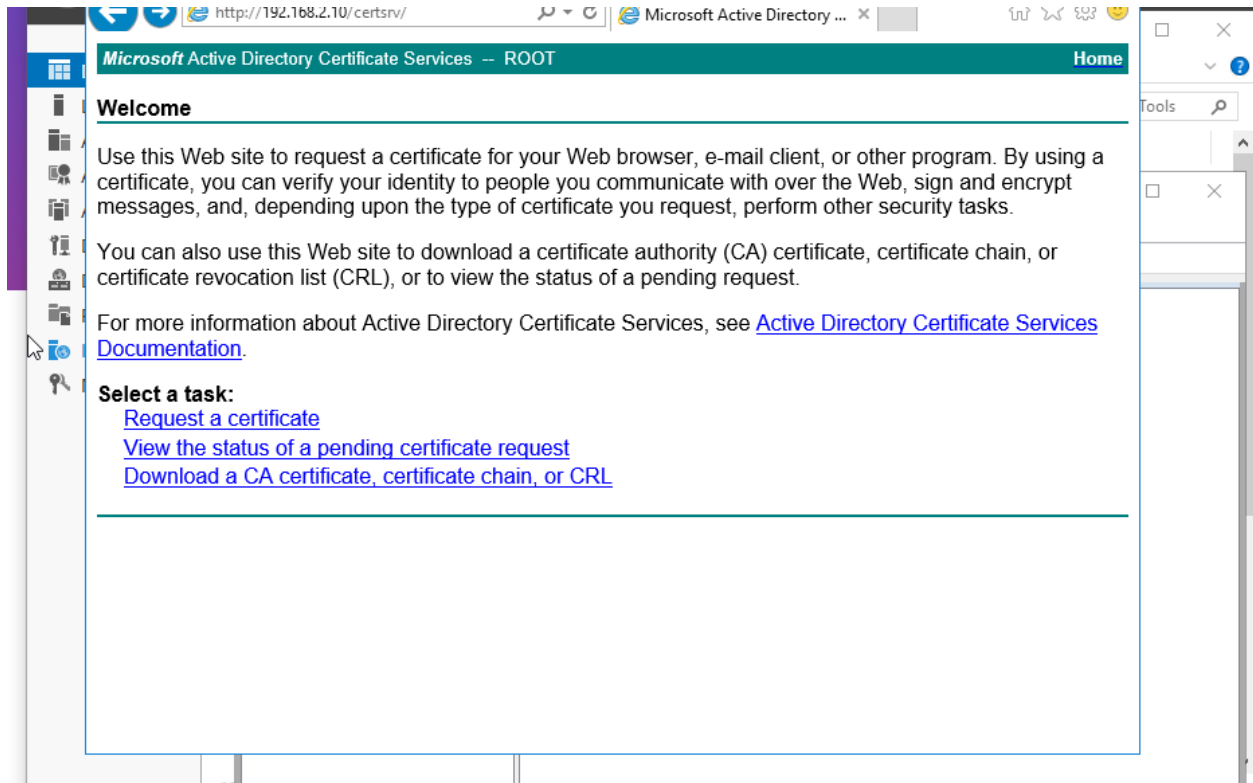 http://192.168.2.10/certsrv/
Microsoft Active Directory ...
Microsoft Active Directory Certificate Services -- ROOT
Home
Tools
Welcome
Use this Web site to request a certificate for your Web browser, e-mail client, or other program. By using a
certificate, you can verify your identity to people you communicate with over the Web, sign and encrypt
messages, and, depending upon the type of certificate you request, perform other security tasks.
You can also use this Web site to download a certificate authority (CA) certificate, certificate chain, or
certificate revocation list (CRL), or to view the status of a pending request.
For more information about Active Directory Certificate Services, see Active Directory Certificate Services
Documentation.
Select a task:
Request a certificate
View the status of a pending certificate request
Download a CA certificate, certificate chain, or CRL